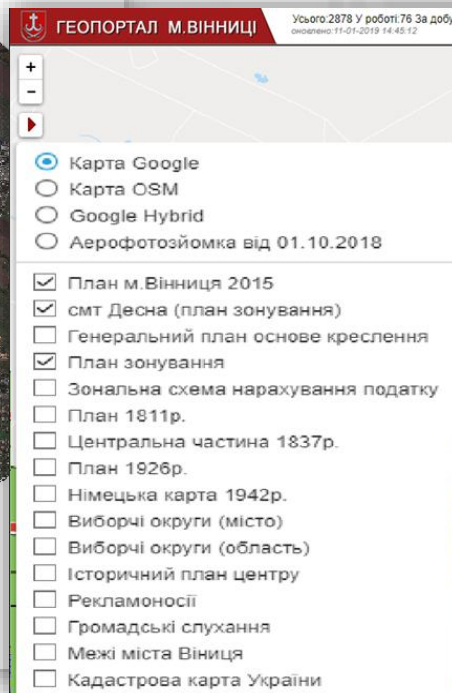 ГЕОПОРТАЛ М.ВІННИЦІ
Усього:2878 У роботі:76 За добу
оновлено:11-01-2019 14:45:12
+
-
Карта Google
Карта OSM
Google Hybrid
Аерофотозйомка від 01.10.2018
План м.Вінниця 2015
смт Десна (план зонування)
Генеральний план основе креслення
План зонування
Зональна схема нарахування податку
План 1811р.
Центральна частина 1837р.
План 1926р.
Німецька карта 1942р.
Виборчі округи (місто)
Виборчі округи (область)
Історичний план центру
Рекламоносії
Громадські слухання
Межі міста Віниця
Кадастрова карта України